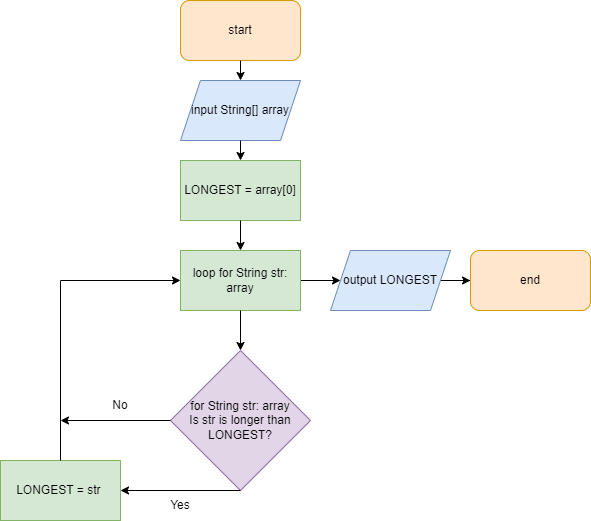 start
input String[] array
LONGEST = array[0]
loop for String str:
array
output LONGEST
end
for String str: array
Is str is longer than
LONGEST?
No
LONGEST = str
Yes